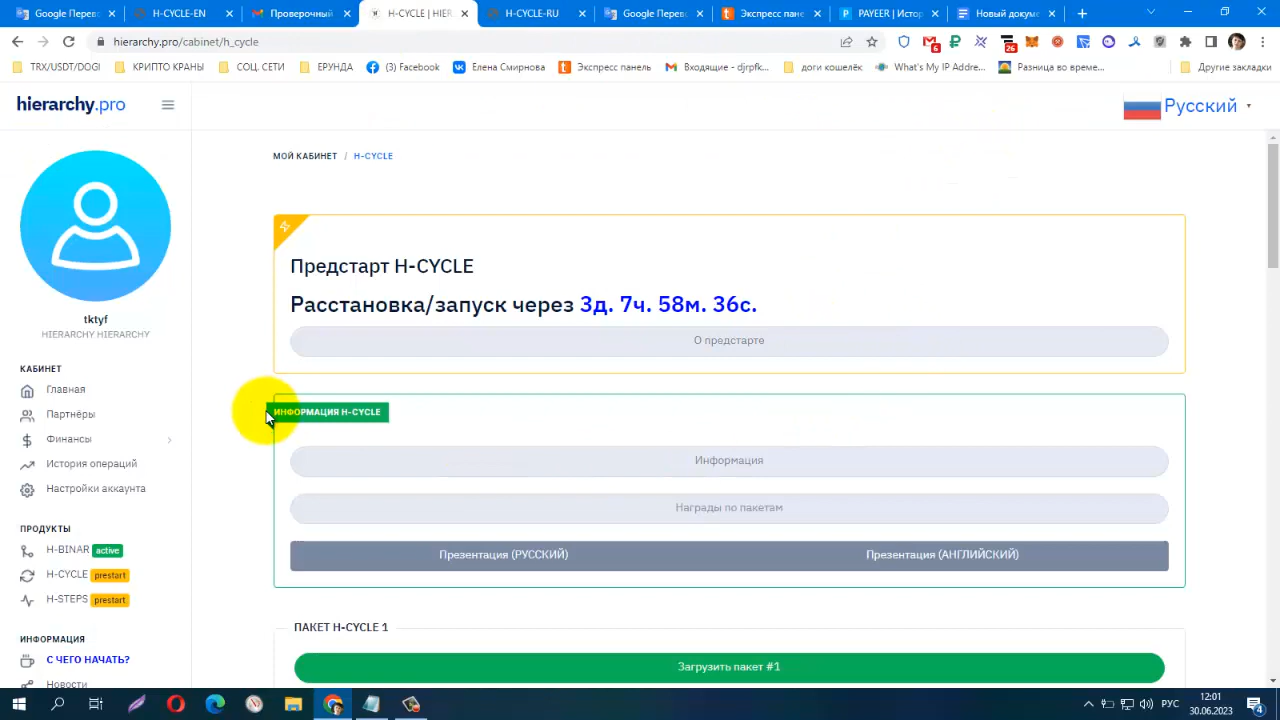 Google Перево
H-CYCLE-EN
Проверочный
H-CYCLE | HIER
H-CYCLE-RU
Google Перево
Экспресс пане
PAYEER | Истор
Новый докуме
hierarchy.pro/cabinet/h_cycle
6
26
TRX/USDT/DOGI
КРИПТО КРАНЫ
СОЦ. СЕТИ
ЕРУНДА
(3) Facebook
Елена Смирнова
Экспресс панель
Входящие - djrpfk...
доги кошелёк
What's My IP Addre...
Разница во време...
Другие закладки
hierarchy.pro
Русский
МОЙ КАБИНЕТ / H-CYCLE
Предстарт H-CYCLE
Расстановка/запуск через 3д. 7ч. 58м. 36с.
О предстарте
tktyf
HIERARCHY HIERARCHY
КАБИНЕТ
Главная
Партнёры
Финансы
История операций
Настройки аккаунта
ПРОДУКТЫ
H-BINAR active
H-CYCLE prestart
H-STEPS prestart
ИНФОРМАЦИЯ
С ЧЕГО НАЧАТЬ?
Новости
ИНФОРМАЦИЯ H-CYCLE
Информация
Награды по пакетам
Презентация (РУССКИЙ)
Презентация (АНГЛИЙСКИЙ)
ПАКЕТ H-CYCLE 1
Загрузить пакет #1
РУС
12:01
30.06.2023
4